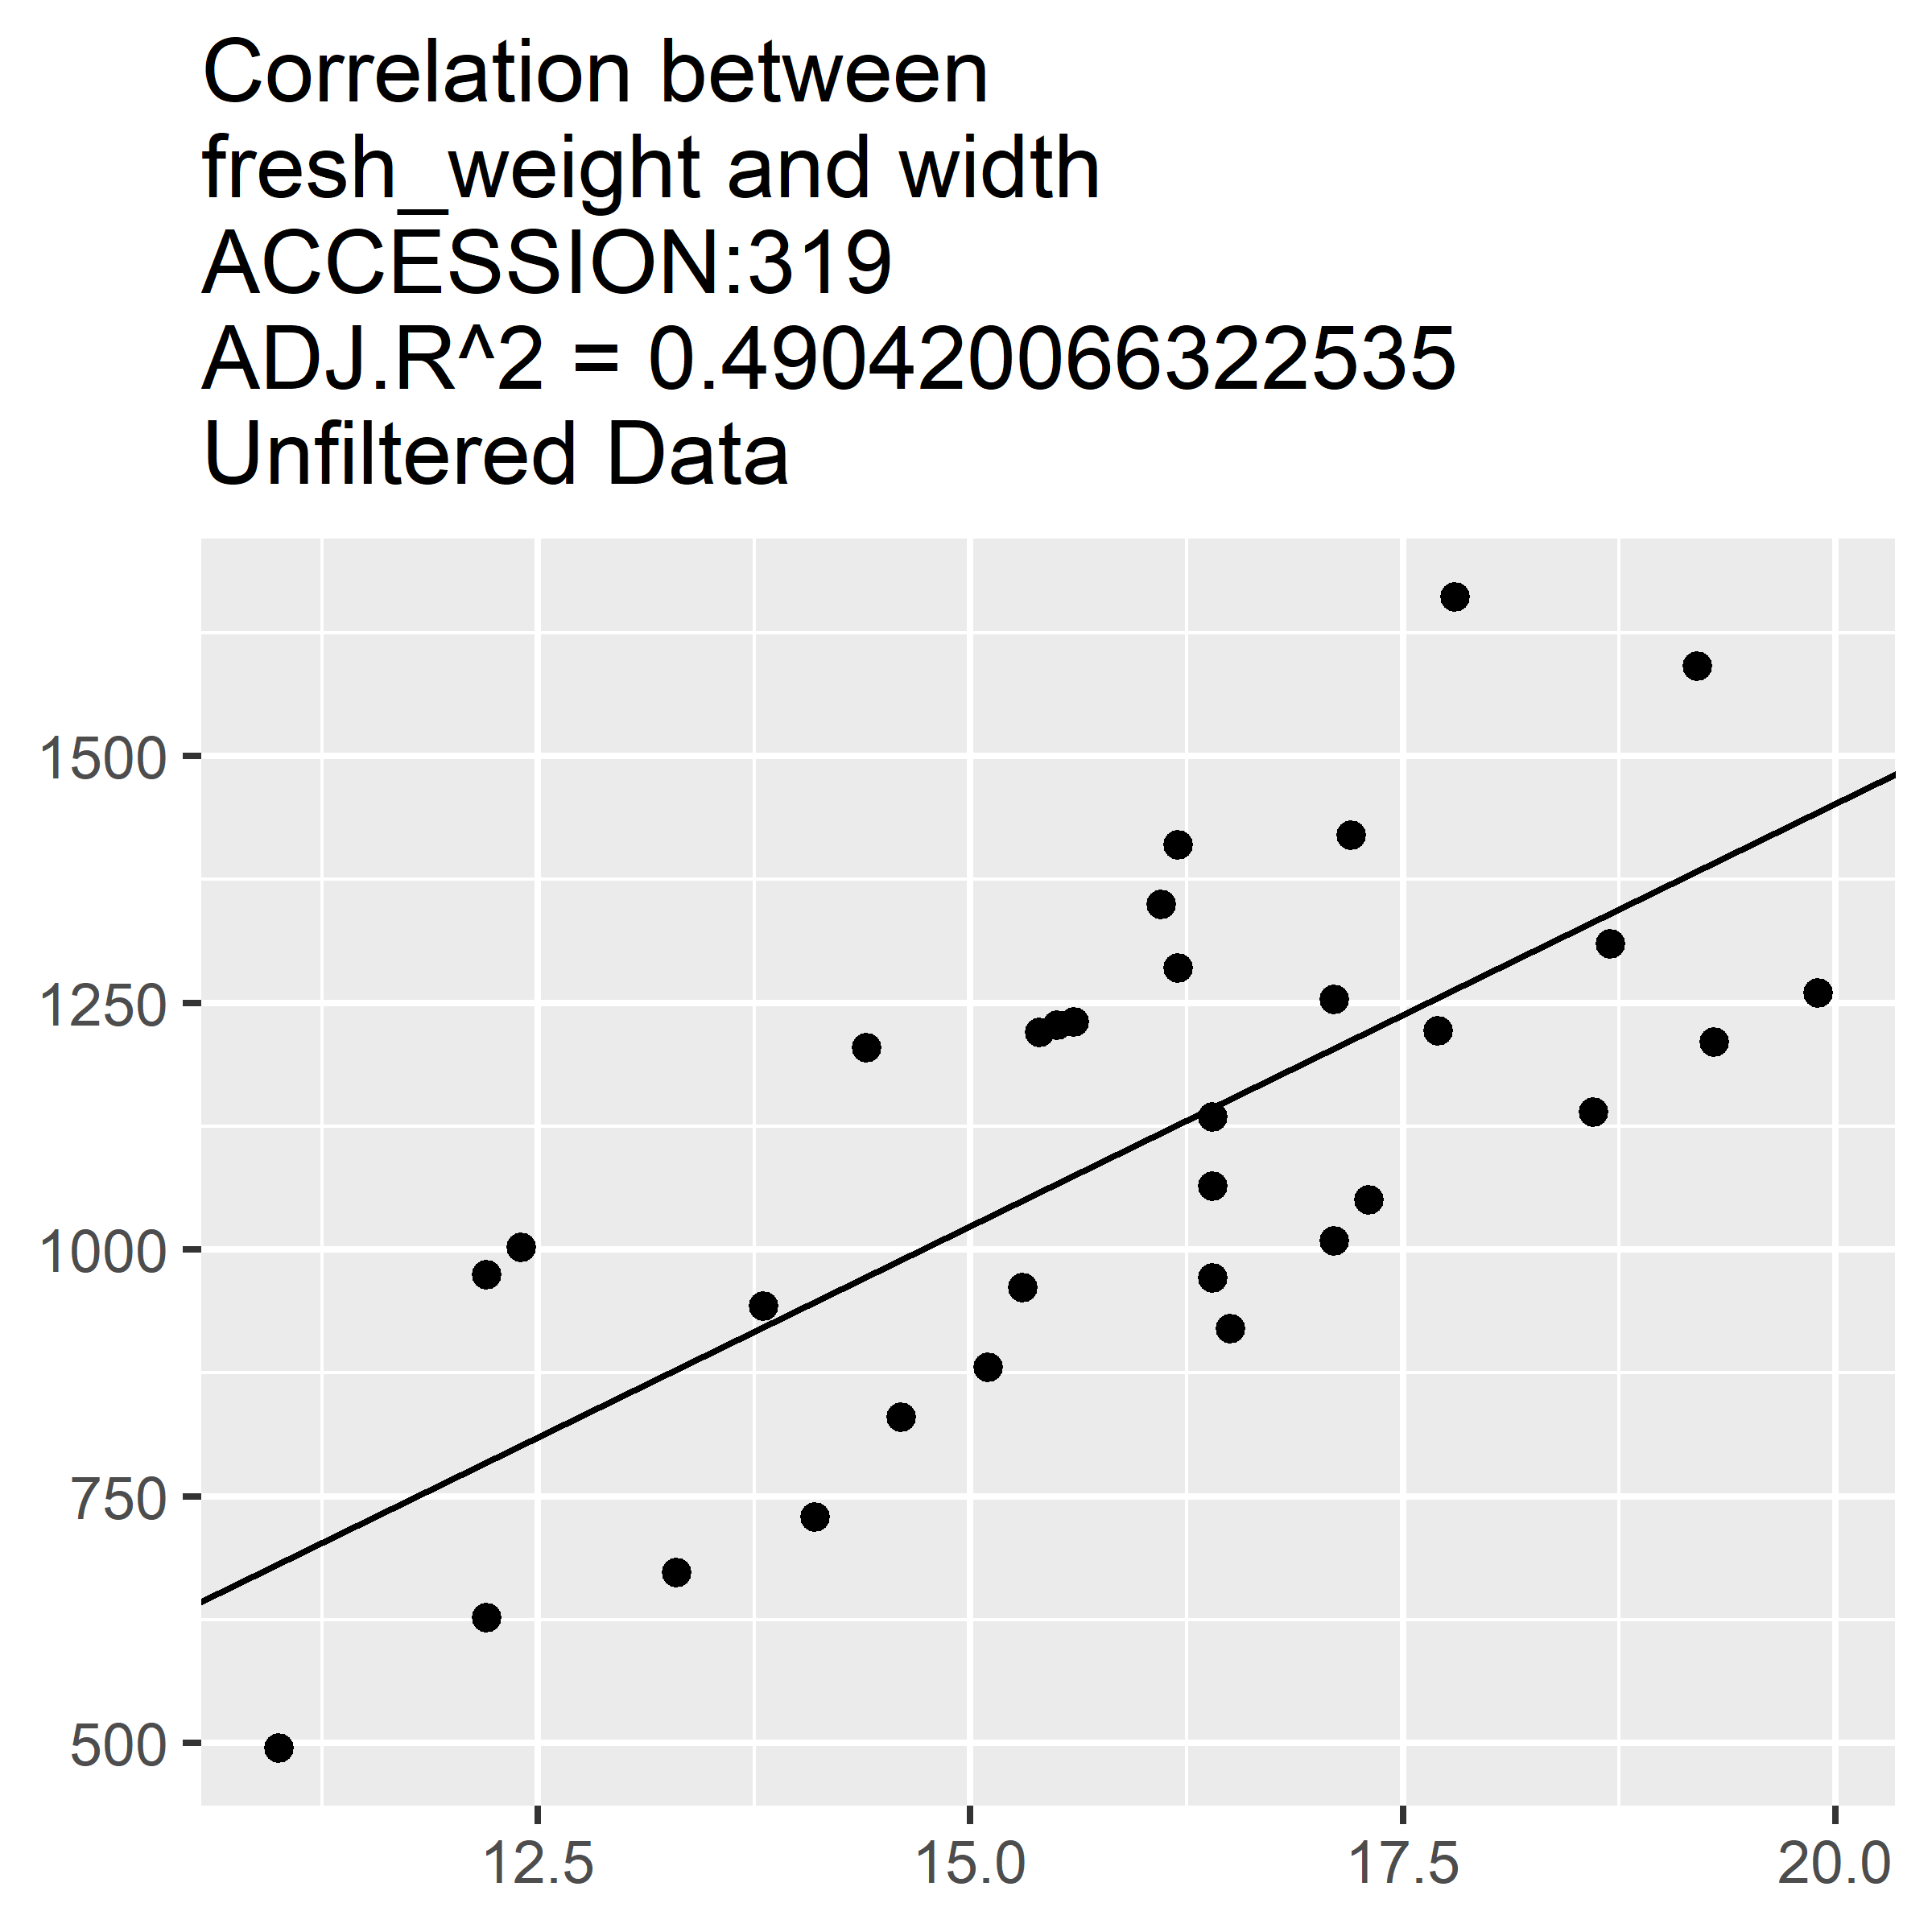 Correlation between
fresh_weight and width
ACCESSION:319
ADJ.R^2 = 0.490420066322535
Unfiltered Data
1500
1250
1000
750
500
12.5 15.0 17.5 20.0